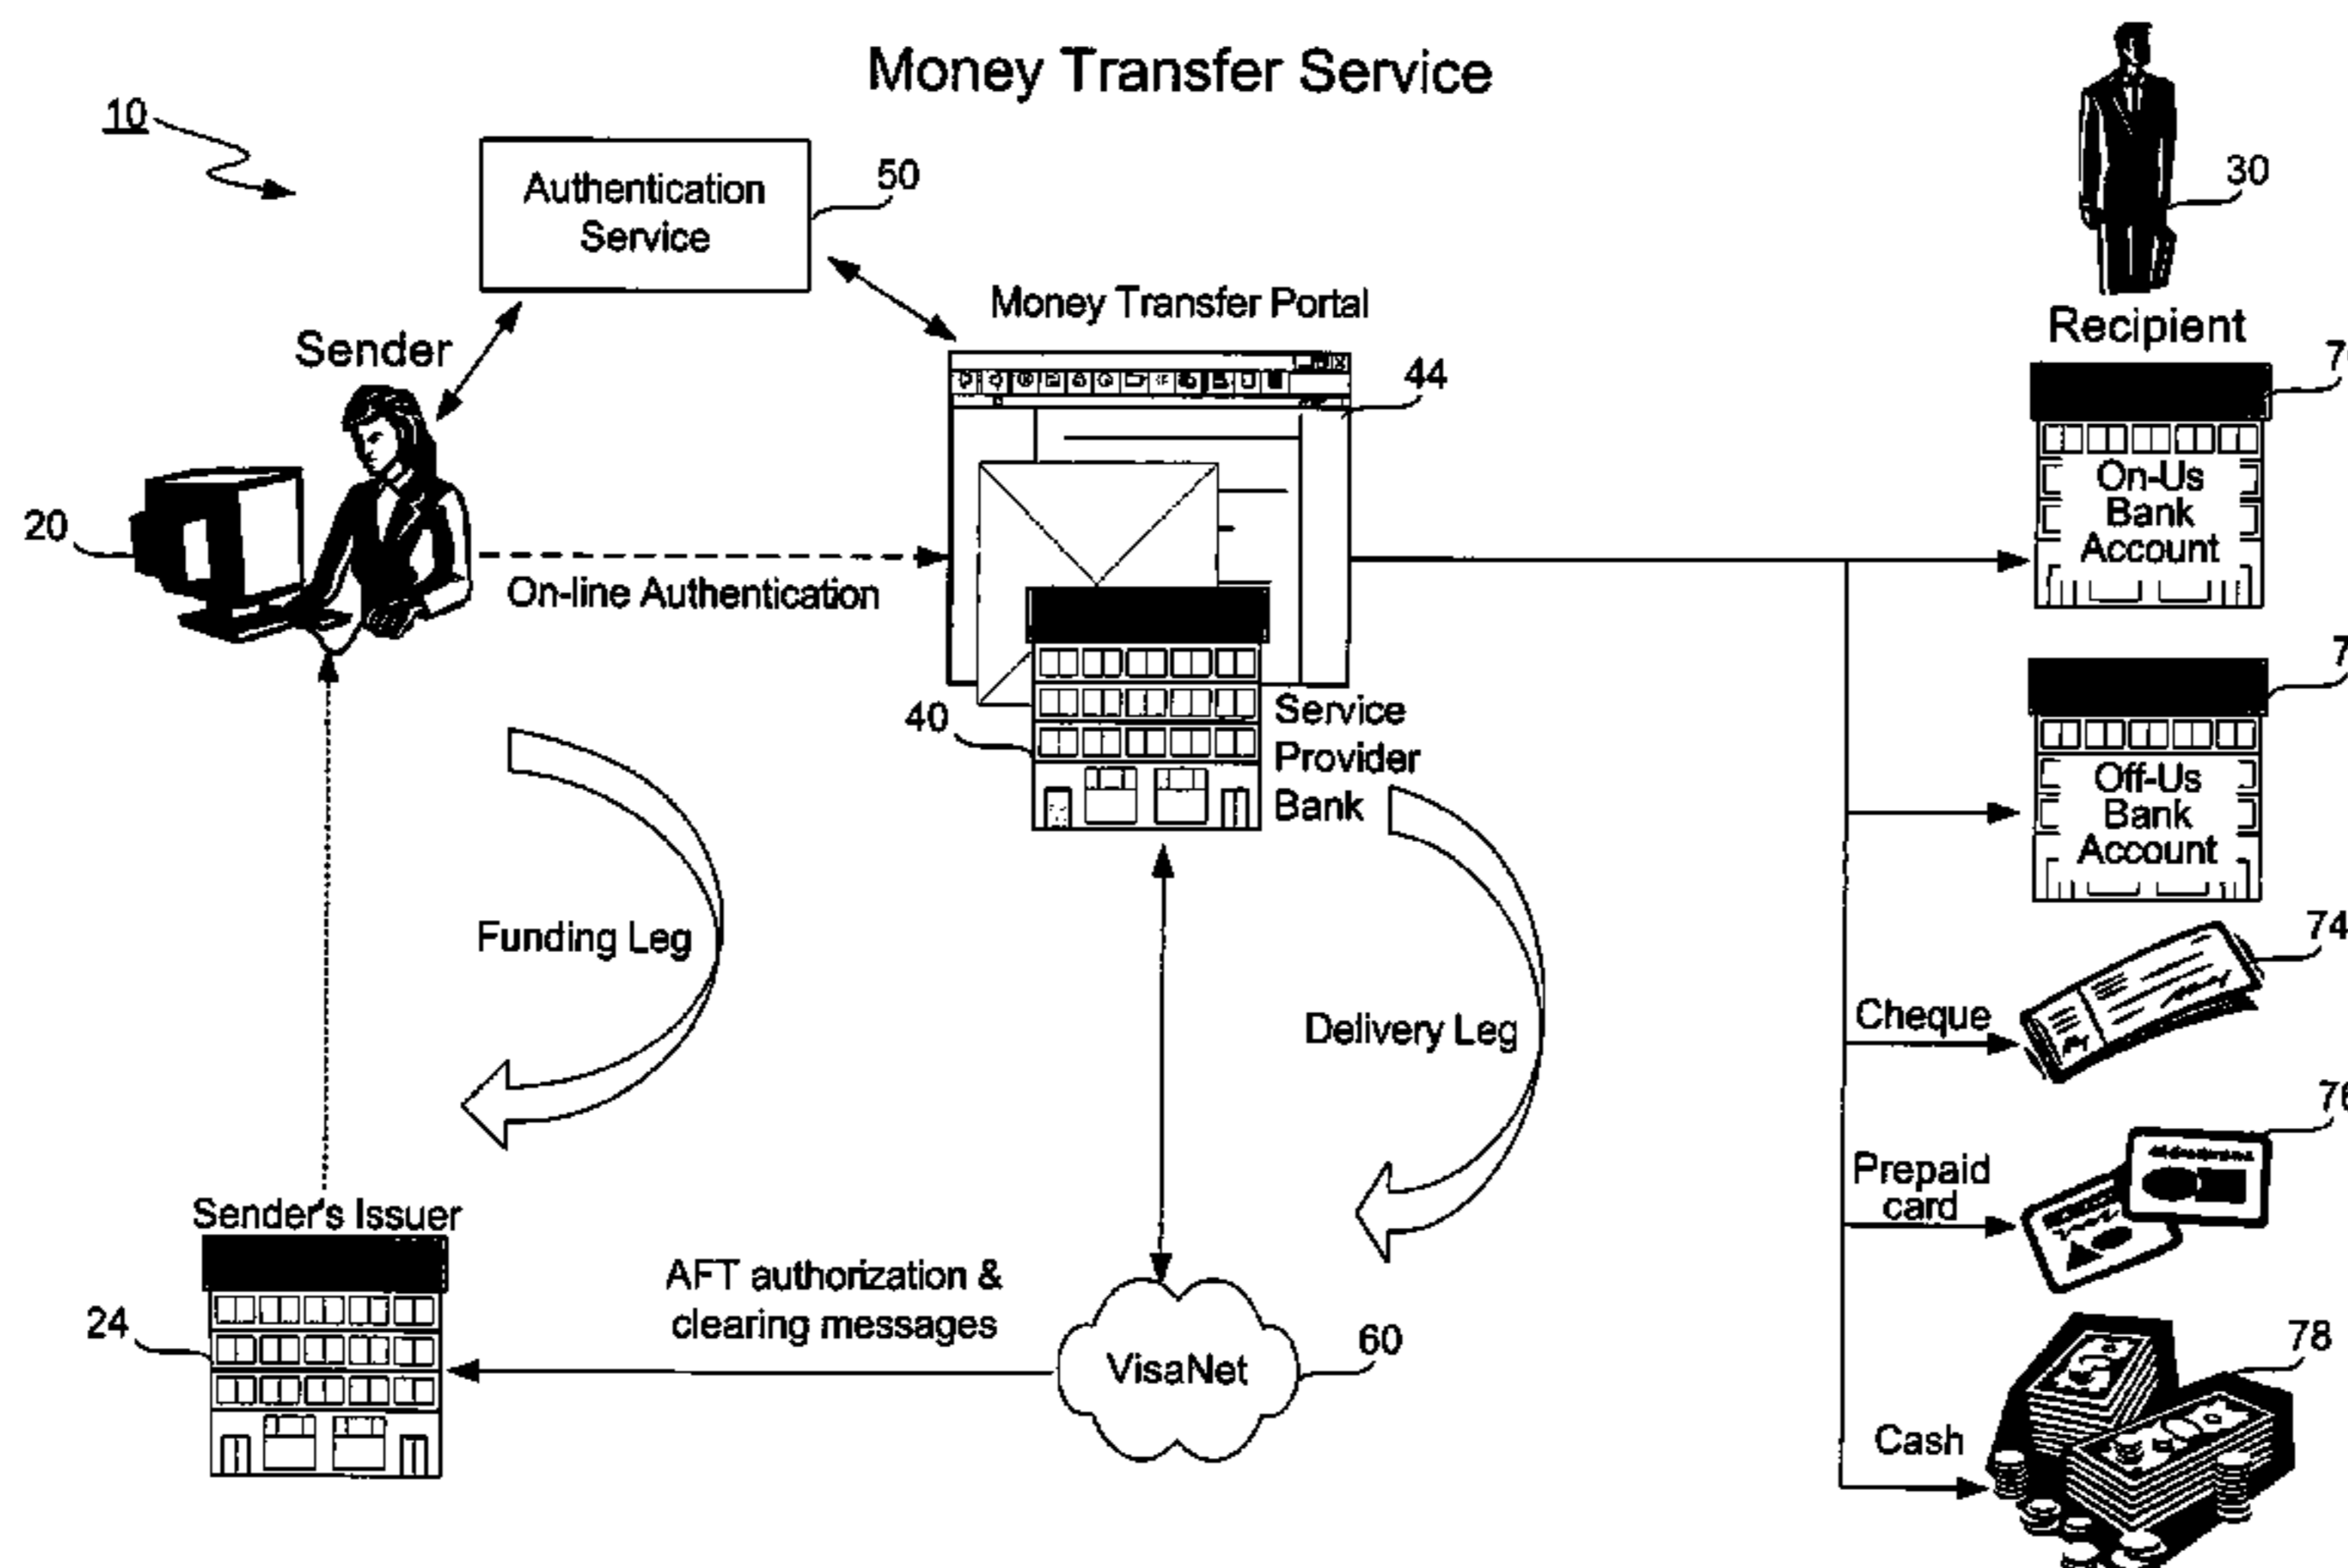 Money Transfer Service
10
Authentication
Service
50
30
Money Transfer Portal
Recipient
Sender
44
On-Us
Bank
Account
20
On-line Authentication
40
Service
Provider
Bank
Off-Us
Bank
Account
Funding Leg
74
Delivery Leg
Cheque
Prepaid
card
Sender's Issuer
AFT authorization &
clearing messages
24
VisaNet
60
78
Cash